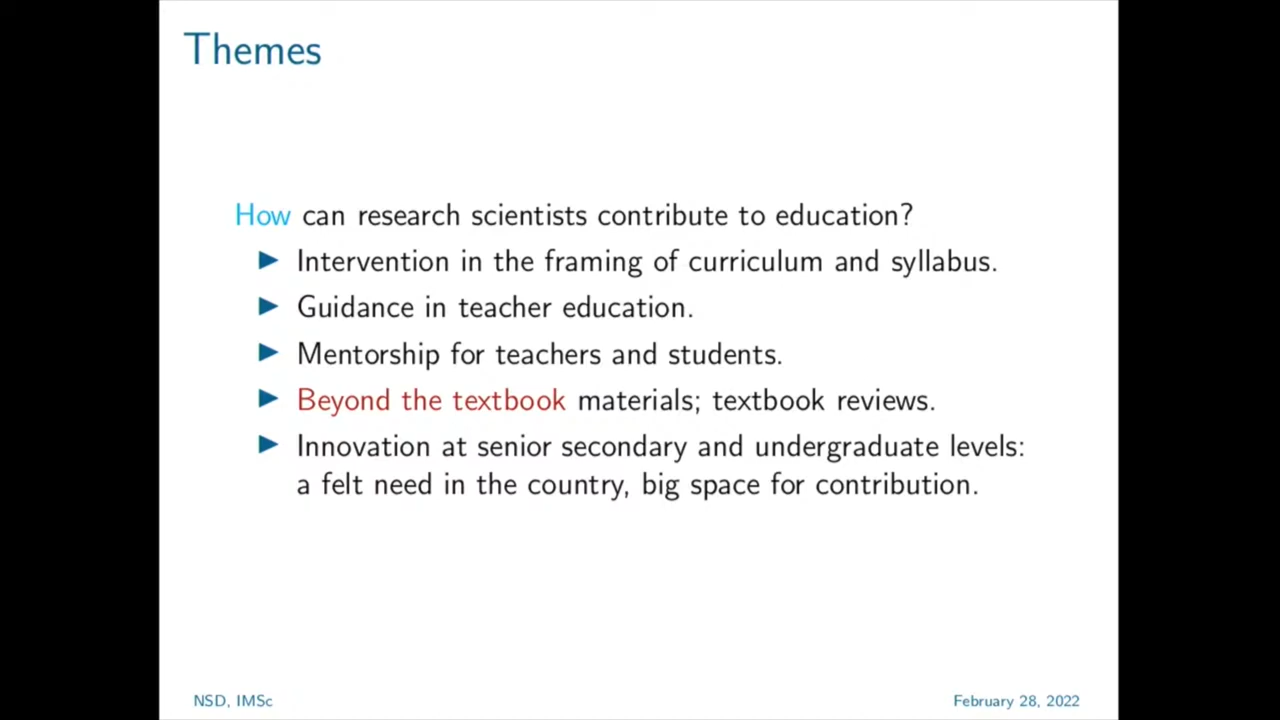 Themes
How can research scientists contribute to education?
▶ Intervention in the framing of curriculum and syllabus.
▶ Guidance in teacher education.
▶ Mentorship for teachers and students.
▶ Beyond the textbook materials; textbook reviews.
▶ Innovation at senior secondary and undergraduate levels:
a felt need in the country, big space for contribution.
NSD, IMSc
February 28, 2022